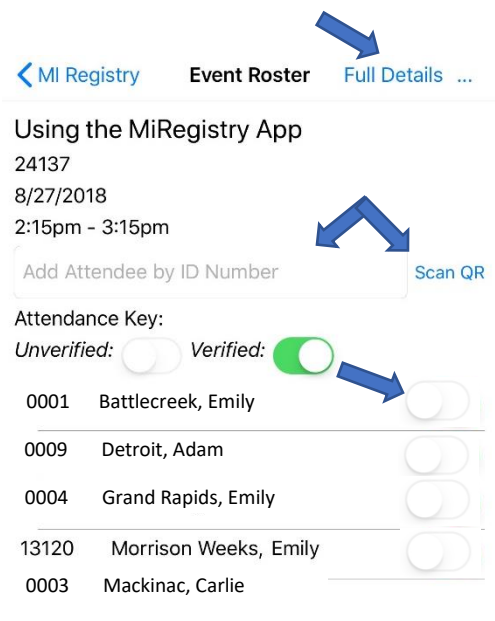 MI Registry Event Roster Full Details ...
Using the MiRegistry App
24137
8/27/2018
2:15pm - 3:15pm
Add Attendee by ID Number Scan QR
Attendance Key:
Unverified: Verified:
0001 Battlecreek, Emily
0009 Detroit, Adam
0004 Grand Rapids, Emily
13120 Morrison Weeks, Emily
0003 Mackinac, Carlie